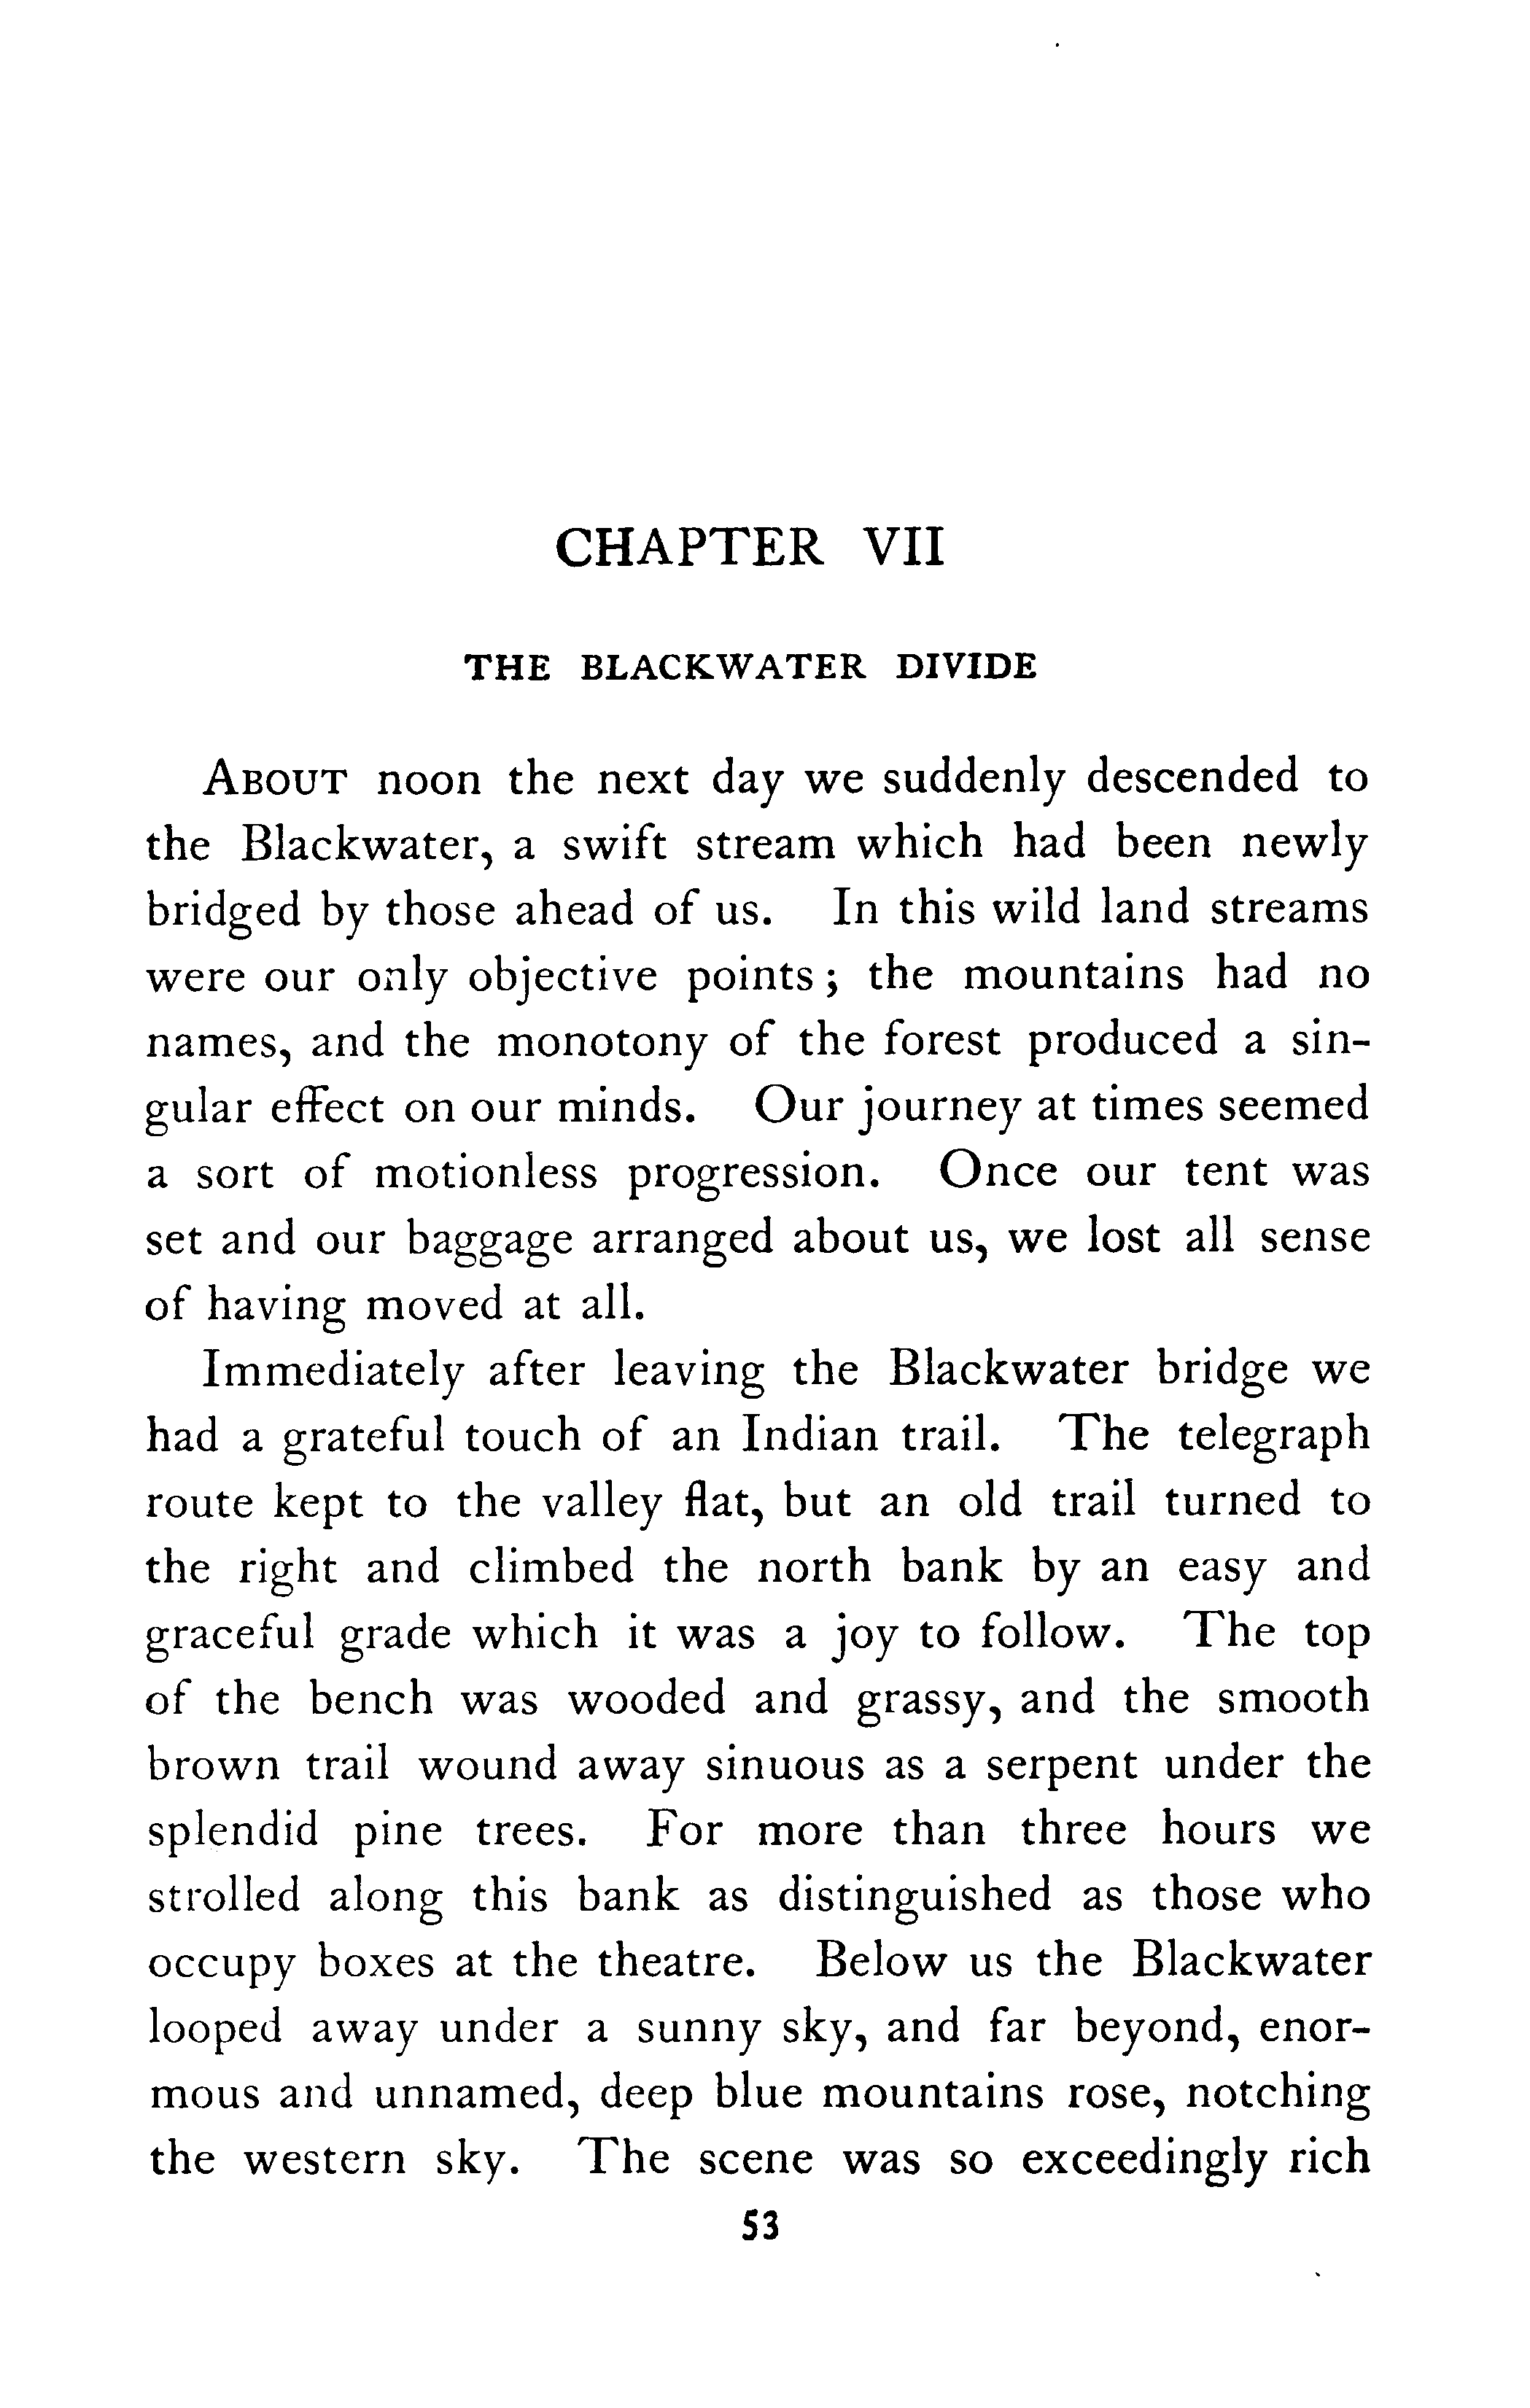 CHAPTER VII
THE BLACKWATER DIVIDE
ABOUT noon the next day we suddenly descended to
the Blackwater, a swift stream which had been newly
bridged by those ahead of us. In this wild land streams
were our only objective points; the mountains had no
names, and the monotony of the forest produced a sin-
gular effect on our minds. Our journey at times seemed
a sort of motionless progression. Once our tent was
set and our baggage arranged about us, we lost all sense
of having moved at all.
Immediately after leaving the Blackwater bridge we
had a grateful touch of an Indian trail. The telegraph
route kept to the valley flat, but an old trail turned to
the right and climbed the north bank by an easy and
graceful grade which it was a joy to follow. The top
of the bench was wooded and grassy, and the smooth
brown trail wound away sinuous as a serpent under the
splendid pine trees. For more than three hours we
strolled along this bank as distinguished as those who
occupy boxes at the theatre. Below us the Blackwater
looped away under a sunny sky, and far beyond, enor-
mous and unnamed, deep blue mountains rose, notching
the western sky. The scene was so exceedingly rich
53